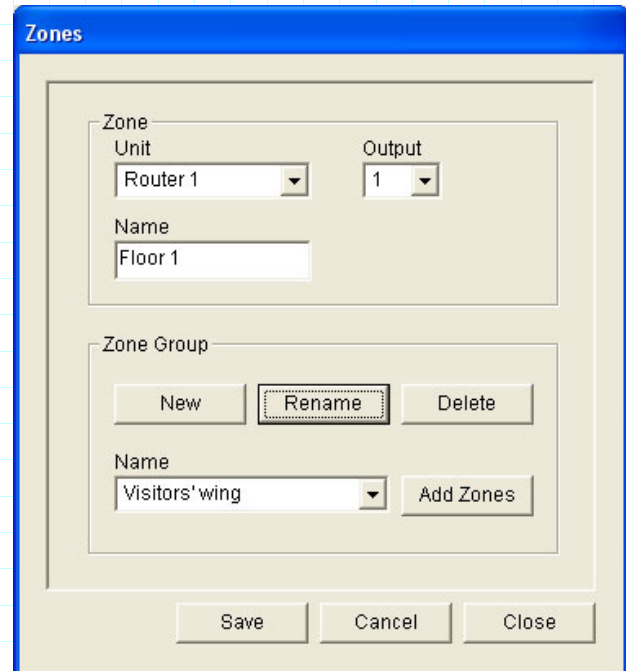 Zones
Zone
Unit Output
Router 1 1
Name
Floor 1
Zone Group
New Rename Delete
Name
Visitors' wing Add Zones
Save Cancel Close